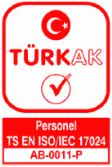 TÜRKAK
Personel
TS EN ISO/IEC 17024
AB-0011-P